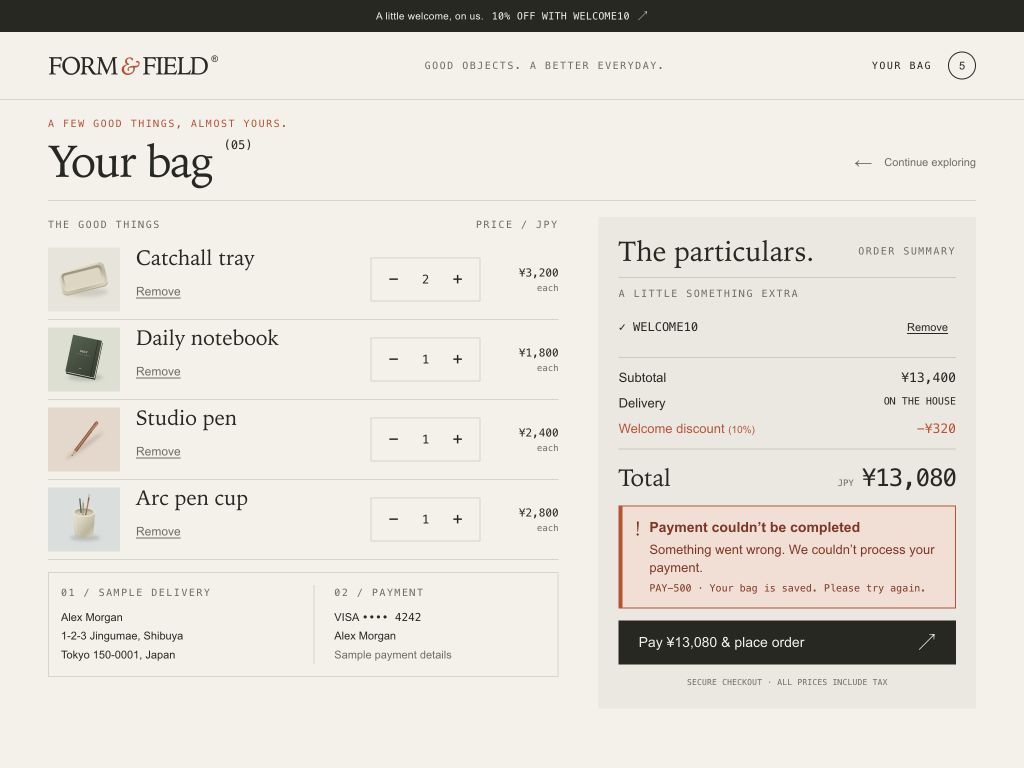 A little welcome, on us. 10% OFF WITH WELCOME10 ↗
FORM & FIELD®
GOOD OBJECTS. A BETTER EVERYDAY.
YOUR BAG 5
A FEW GOOD THINGS, ALMOST YOURS.
Your bag (05)
← Continue exploring
THE GOOD THINGS PRICE / JPY
Catchall tray
Remove
− 2 +
¥3,200
each
Daily notebook
Remove
− 1 +
¥1,800
each
Studio pen
Remove
− 1 +
¥2,400
each
Arc pen cup
Remove
− 1 +
¥2,800
each
01 / SAMPLE DELIVERY
Alex Morgan
1-2-3 Jingumae, Shibuya
Tokyo 150-0001, Japan
02 / PAYMENT
VISA •••• 4242
Alex Morgan
Sample payment details
The particulars. ORDER SUMMARY
A LITTLE SOMETHING EXTRA
✓ WELCOME10 Remove
Subtotal ¥13,400
Delivery ON THE HOUSE
Welcome discount (10%) −¥320
Total JPY ¥13,080
! Payment couldn’t be completed
Something went wrong. We couldn’t process your
payment.
PAY-500 · Your bag is saved. Please try again.
Pay ¥13,080 & place order ↗
SECURE CHECKOUT · ALL PRICES INCLUDE TAX